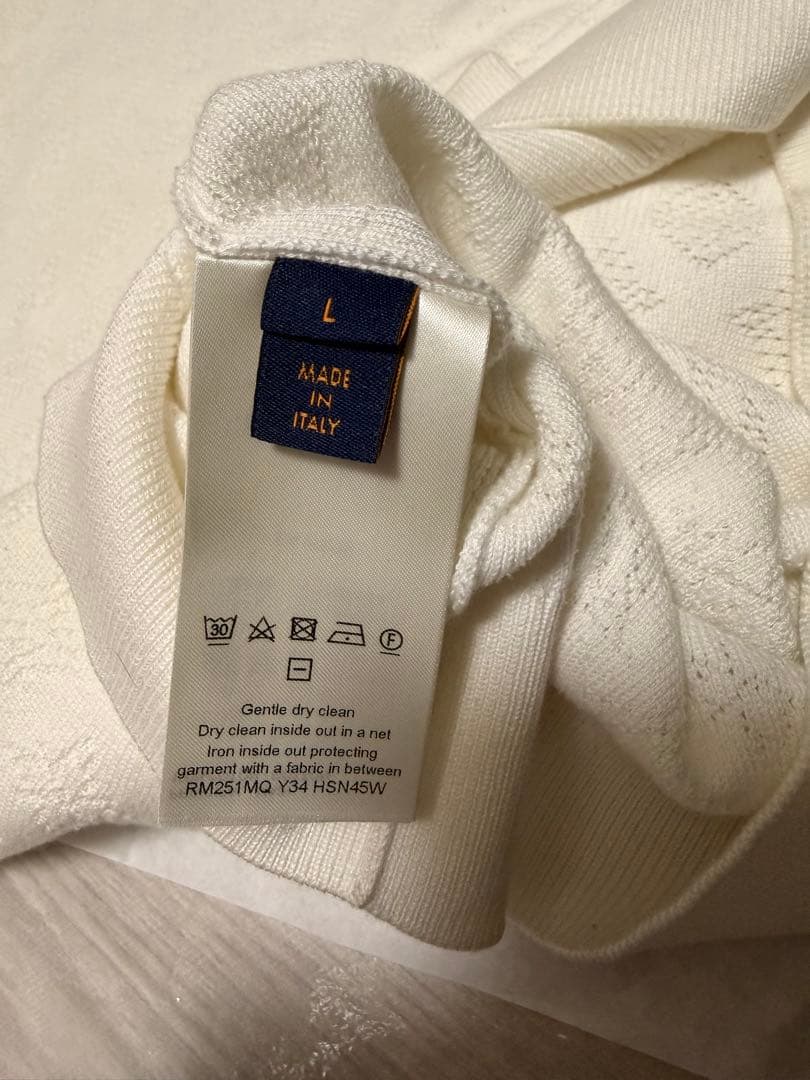 L
MADE
IN
ITALY
30
F
Gentle dry clean
Dry clean inside out in a net
Iron inside out protecting
garment with a fabric in between
RM251MQ Y34 HSN45W